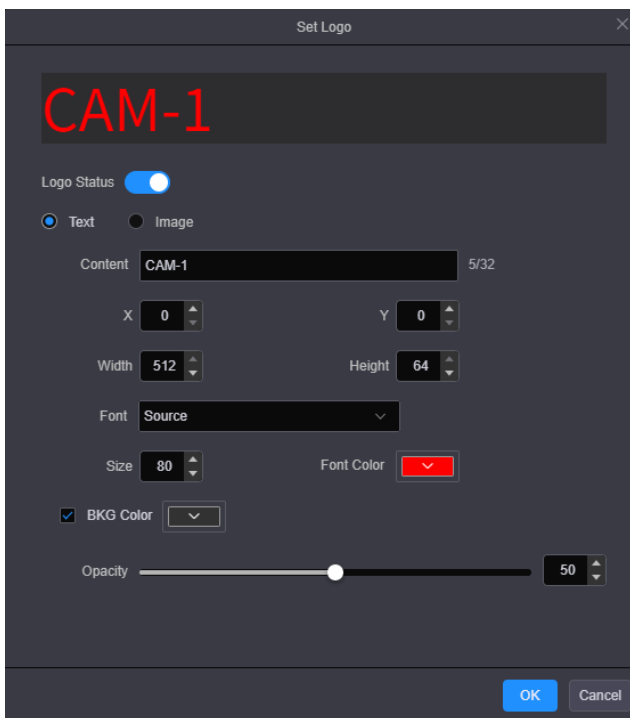 Set Logo
CAM-1
Logo Status
Text Image
Content CAM-1 5/32
X 0 Y 0
Width 512 Height 64
Font Source
Size 80 Font Color
BKG Color
Opacity 50
OK Cancel